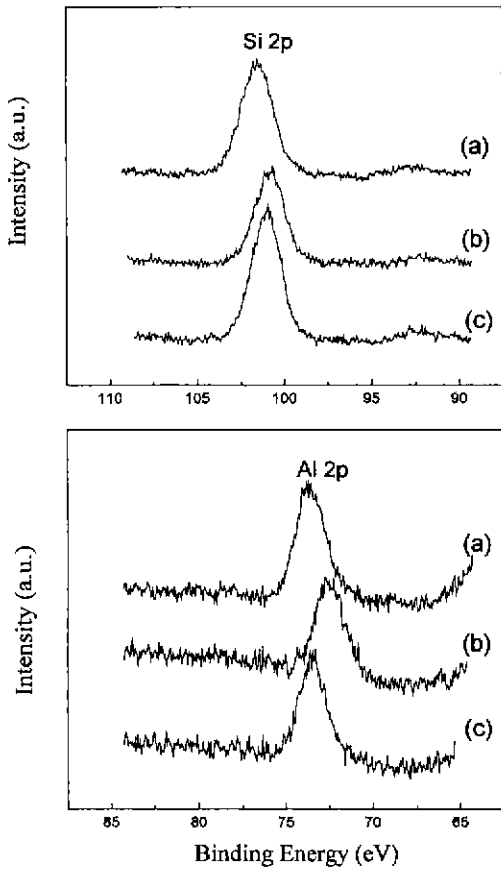 Si 2p
Intensity (a.u.)
(a)
(b)
(c)
110 105 100 95 90
Al 2p
Intensity (a.u.)
(a)
(b)
(c)
85 80 75 70 65
Binding Energy (eV)